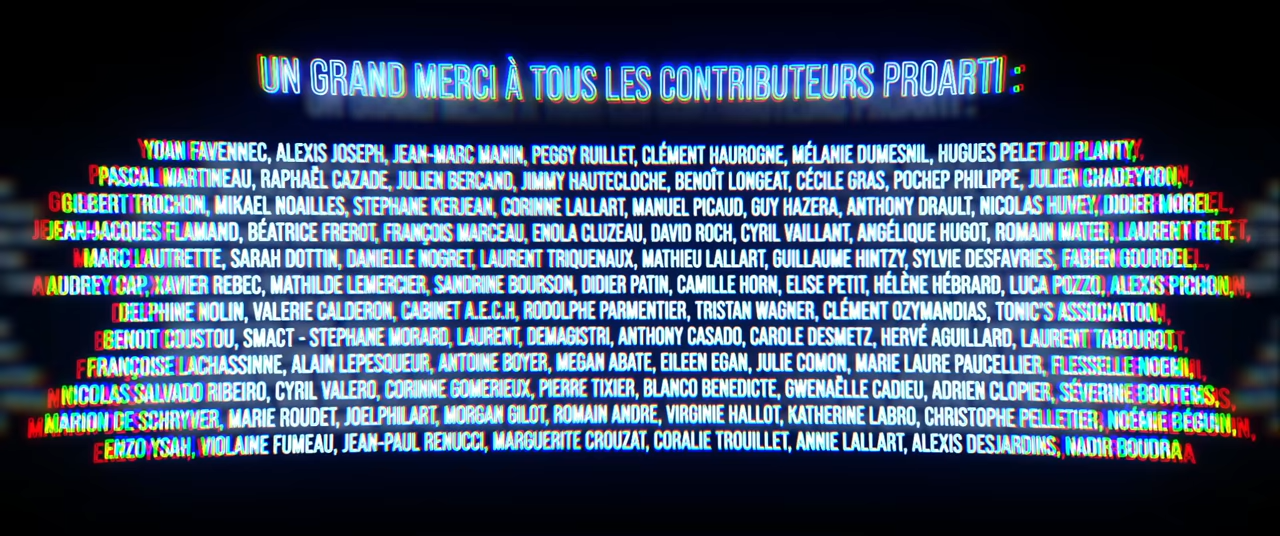 UN GRAND MERCI À TOUS LES CONTRIBUTEURS PROARTI :
YOAN FAVENNEC, ALEXIS JOSEPH, JEAN-MARC MANIN, PEGGY RUILLET, CLÉMENT HAUROGNE, MÉLANIE DUMESNIL, HUGUES PELET DU PLANTY,
PASCAL MARTINEAU, RAPHAËL CAZADE, JULIEN BERCAND, JIMMY HAUTECLOCHE, BENOÎT LONGEAT, CÉCILE GRAS, POCHEP PHILIPPE, JULIEN CHADEYRON,
GILBERT TROCHON, MIKAEL NOAILLES, STEPHANE KERJEAN, CORINNE LALLART, MANUEL PICAUD, GUY HAZERA, ANTHONY DRAULT, NICOLAS HUVEY, DIDIER MOREL,
JEAN-JACQUES FLAMAND, BÉATRICE FREROT, FRANÇOIS MARCEAU, ENOLA CLUZEAU, DAVID ROCH, CYRIL VAILLANT, ANGÉLIQUE HUGOT, ROMAIN WATER, LAURENT RIET,
MARC LAUTRETTE, SARAH DOTTIN, DANIELLE NOGRET, LAURENT TRIQUENAUX, MATHIEU LALLART, GUILLAUME HINTZY, SYLVIE DESFAVRIES, FABIEN GOURDEL,
AUDREY CAP, XAVIER REBEC, MATHILDE LEMERCIER, SANDRINE BOURSON, DIDIER PATIN, CAMILLE HORN, ELISE PETIT, HÉLÈNE HÉBRARD, LUCA POZZO, ALEXIS PICHON,
DELPHINE NOLIN, VALERIE CALDERON, CABINET A.E.C.H, RODOLPHE PARMENTIER, TRISTAN WAGNER, CLÉMENT OZYMANDIAS, TONIC'S ASSOCIATION,
BENOIT COUSTOU, SMACT - STEPHANE MORARD, LAURENT, DEMAGISTRI, ANTHONY CASADO, CAROLE DESMETZ, HERVÉ AGUILLARD, LAURENT TABOUROT,
FRANÇOISE LACHASSINNE, ALAIN LEPESQUEUR, ANTOINE BOYER, MEGAN ABATE, EILEEN EGAN, JULIE COMON, MARIE LAURE PAUCELLIER, FLESSELLE NOEMI,
NICOLAS SALVADO RIBEIRO, CYRIL VALERO, CORINNE GOMERIEUX, PIERRE TIXIER, BLANCO BENEDICTE, GWENAËLLE CADIEU, ADRIEN CLOPIER, SÉVERINE BONTEMS,
MARION DE SCHRYVER, MARIE ROUDET, JOELPHILART, MORGAN GILOT, ROMAIN ANDRE, VIRGINIE HALLOT, KATHERINE LABRO, CHRISTOPHE PELLETIER, NOÉMIE BÉGUIN,
ENZO YSAH, VIOLAINE FUMEAU, JEAN-PAUL RENUCCI, MARGUERITE CROUZAT, CORALIE TROUILLET, ANNIE LALLART, ALEXIS DESJARDINS, NADIR BOUDRA